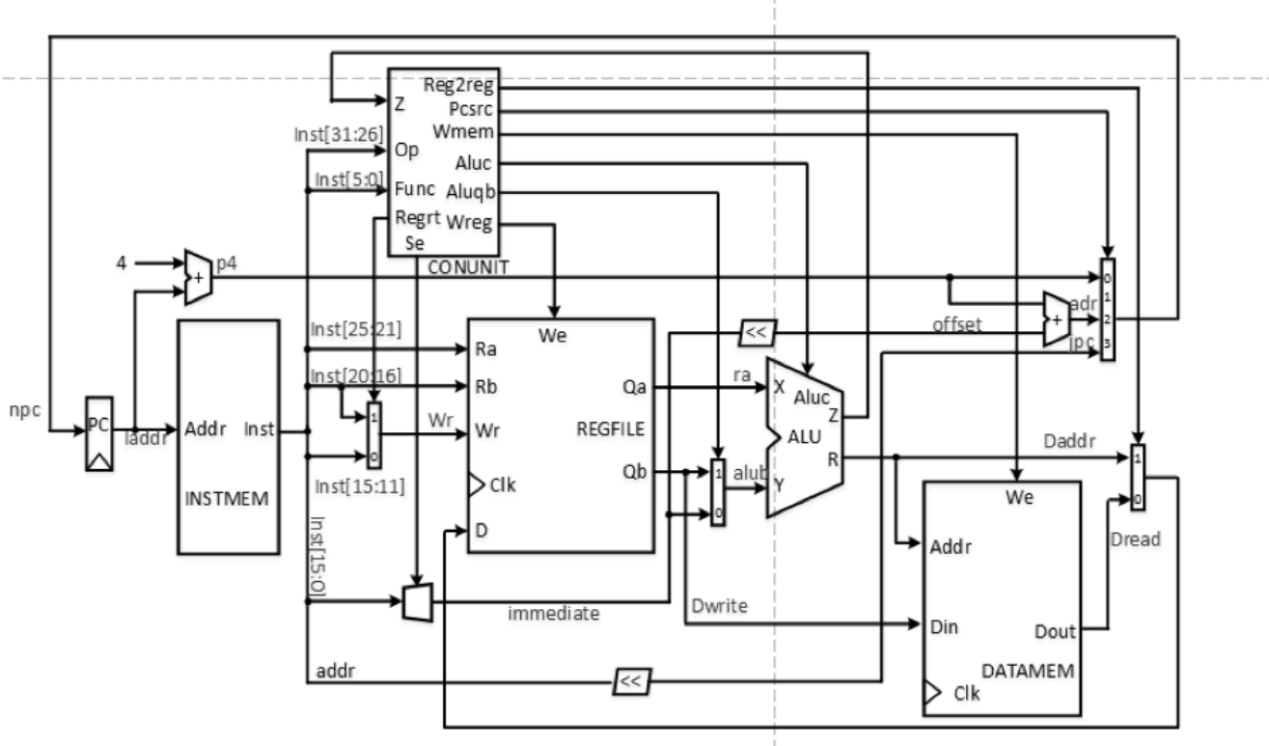 Reg2reg
Z
Pcsrc
Inst[31:26]
Wmem
Op
Aluc
Inst[5:0]
Func
Aluqb
Regrt
Wreg
Se
4
+
p4
CONUNIT
0
1
adr
2
+
offset
jpc
3
<<
Inst[25:21]
We
Ra
Inst[20:16]
Rb
Qa
ra
X
Aluc
Z
npc
PC
Iaddr
Addr
Inst
1
0
Wr
Wr
REGFILE
ALU
R
Daddr
1
0
Qb
1
0
alub
Y
Inst[15:11]
Clk
INSTMEM
We
D
Dread
Addr
Inst[15:0]
immediate
Dwrite
Din
Dout
addr
<<
DATAMEM
Clk